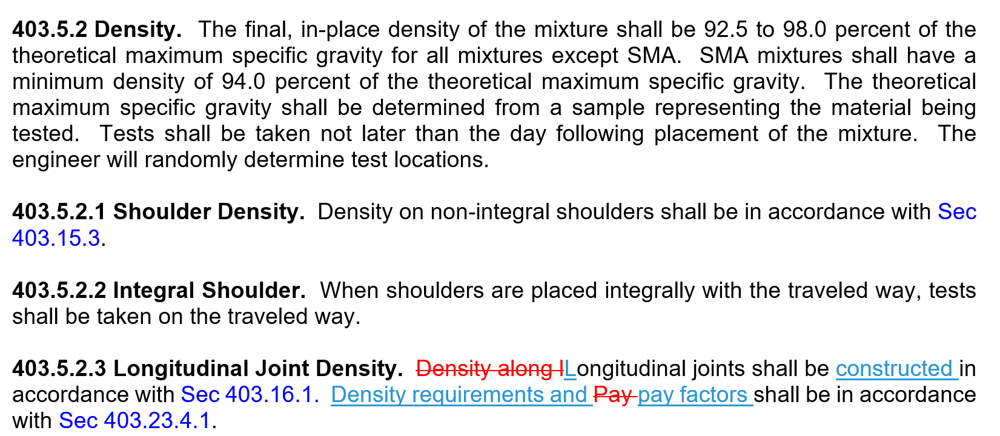 403.5.2 Density.  The final, in-place density of the mixture shall be 92.5 to 98.0 percent of the
theoretical maximum specific gravity for all mixtures except SMA.  SMA mixtures shall have a
minimum density of 94.0 percent of the theoretical maximum specific gravity.  The theoretical
maximum specific gravity shall be determined from a sample representing the material being
tested.  Tests shall be taken not later than the day following placement of the mixture.  The
engineer will randomly determine test locations.
403.5.2.1 Shoulder Density.  Density on non-integral shoulders shall be in accordance with Sec
403.15.3.
403.5.2.2 Integral Shoulder.  When shoulders are placed integrally with the traveled way, tests
shall be taken on the traveled way.
403.5.2.3 Longitudinal Joint Density.  Density along lLongitudinal joints shall be constructed in
accordance with Sec 403.16.1.  Density requirements and Pay pay factors shall be in accordance
with Sec 403.23.4.1.